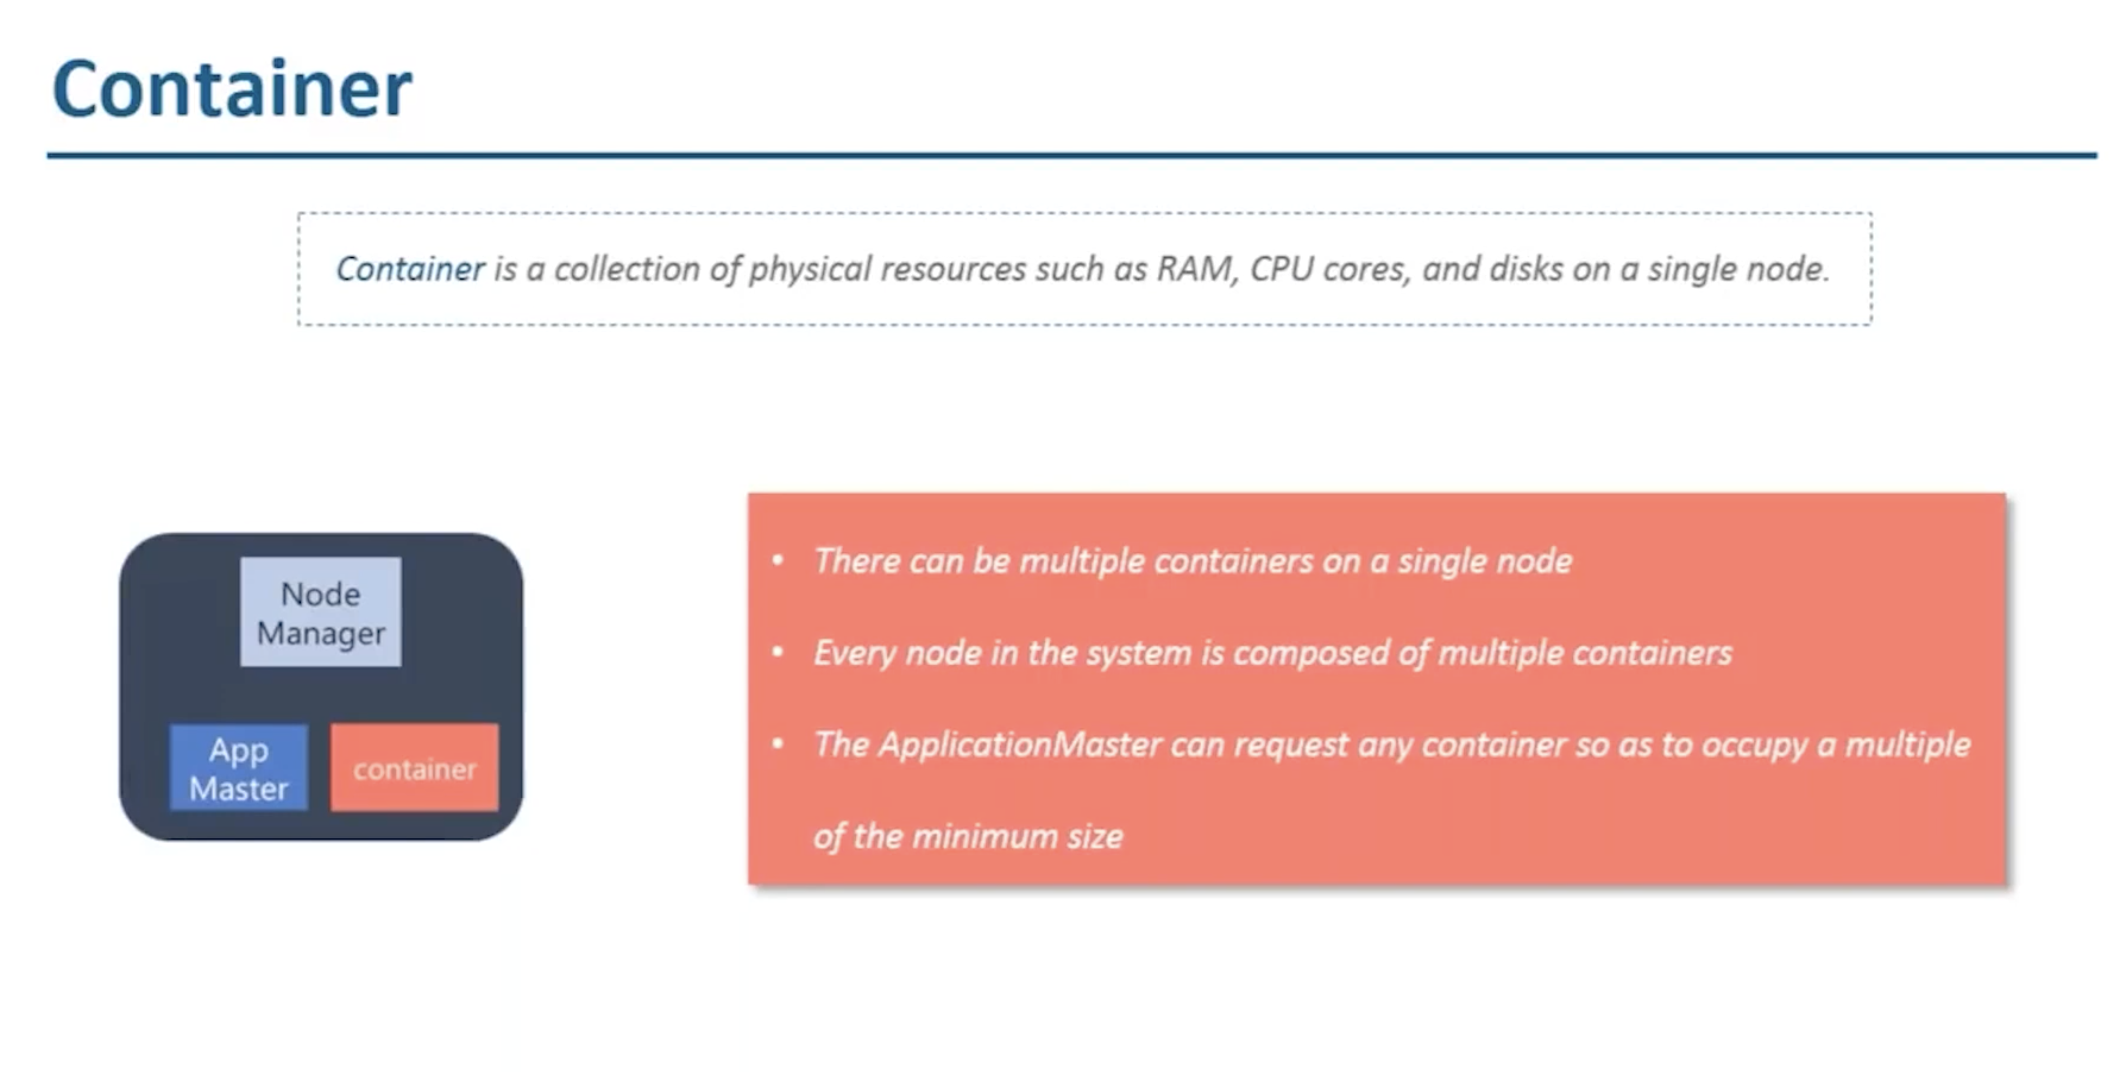 Container
Container is a collection of physical resources such as RAM, CPU cores, and disks on a single node.
Node
Manager
App
Master
container
• There can be multiple containers on a single node
• Every node in the system is composed of multiple containers
• The ApplicationMaster can request any container so as to occupy a multiple
of the minimum size